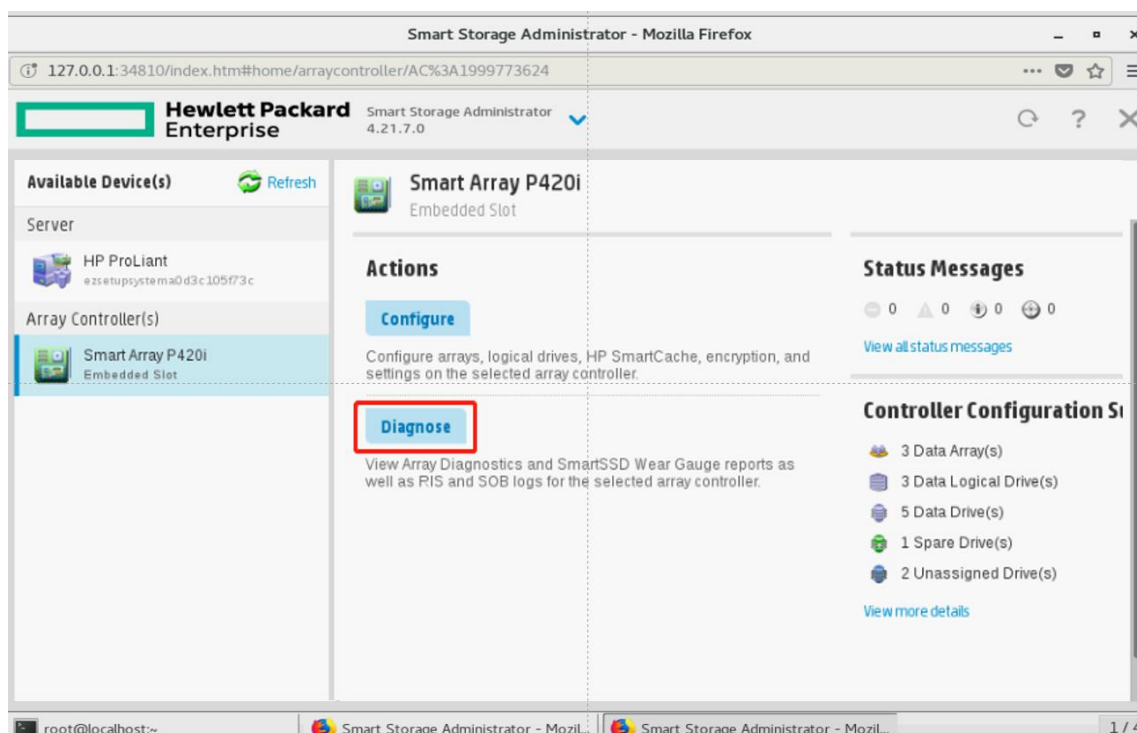 Smart Storage Administrator - Mozilla Firefox
127.0.0.1:34810/index.htm#home/arraycontroller/AC%3A1999773624
Hewlett Packard
Enterprise
Smart Storage Administrator
4.21.7.0
?
Available Device(s)
Refresh
Server
HP ProLiant
ezsetupsystema0d3c105f73c
Array Controller(s)
Smart Array P420i
Embedded Slot
Smart Array P420i
Embedded Slot
Actions
Configure
Configure arrays, logical drives, HP SmartCache, encryption, and
settings on the selected array controller.
Diagnose
View Array Diagnostics and SmartSSD Wear Gauge reports as
well as RIS and SOB logs for the selected array controller.
Status Messages
0 0 0 0
View all status messages
Controller Configuration
3 Data Array(s)
3 Data Logical Drive(s)
5 Data Drive(s)
1 Spare Drive(s)
2 Unassigned Drive(s)
View more details
root@localhost:~
Smart Storage Administrator - Mozil...
Smart Storage Administrator - Mozil...
1 / 4